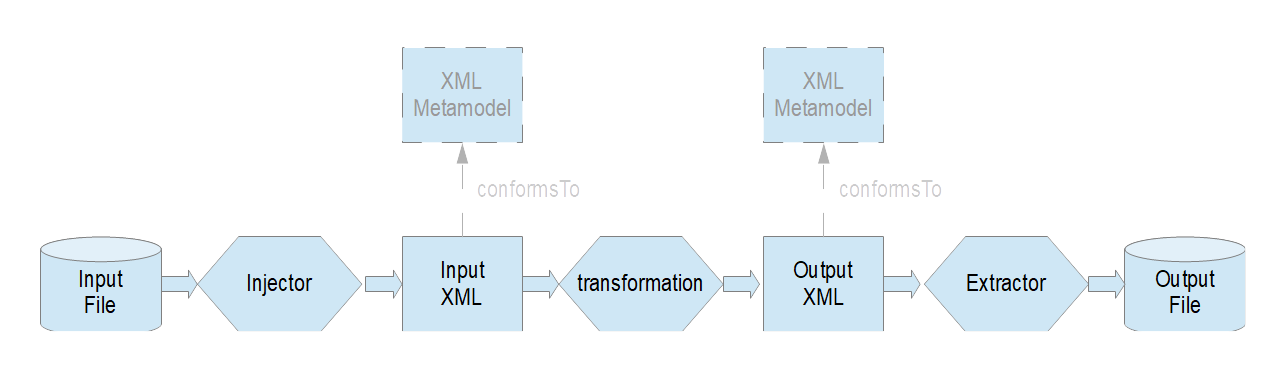 XML
Metamodel
XML
Metamodel
conformsTo
conformsTo
Input
File
Injector
Input
XML
transformation
Output
XML
Extractor
Output
File